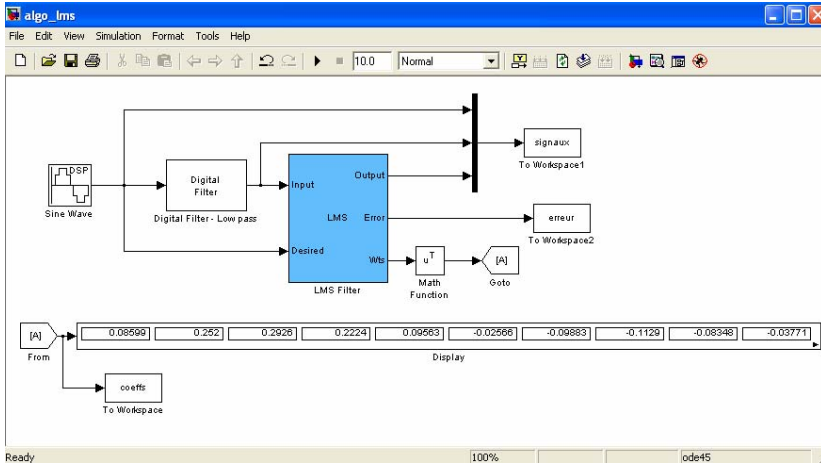 algo_lms
File Edit View Simulation Format Tools Help
10.0 Normal
DSP
Sine Wave
Digital
Filter
Digital Filter - Low pass
Input
Output
LMS
Error
Desired
Wts
LMS Filter
signaux
To Workspace1
erreur
To Workspace2
u^T
Math
Function
[A]
Goto
[A]
From
0.08599 0.252 0.2926 0.2224 0.09563 -0.02566 -0.09883 -0.1129 -0.08348 -0.03771
Display
coeffs
To Workspace
Ready 100% ode45